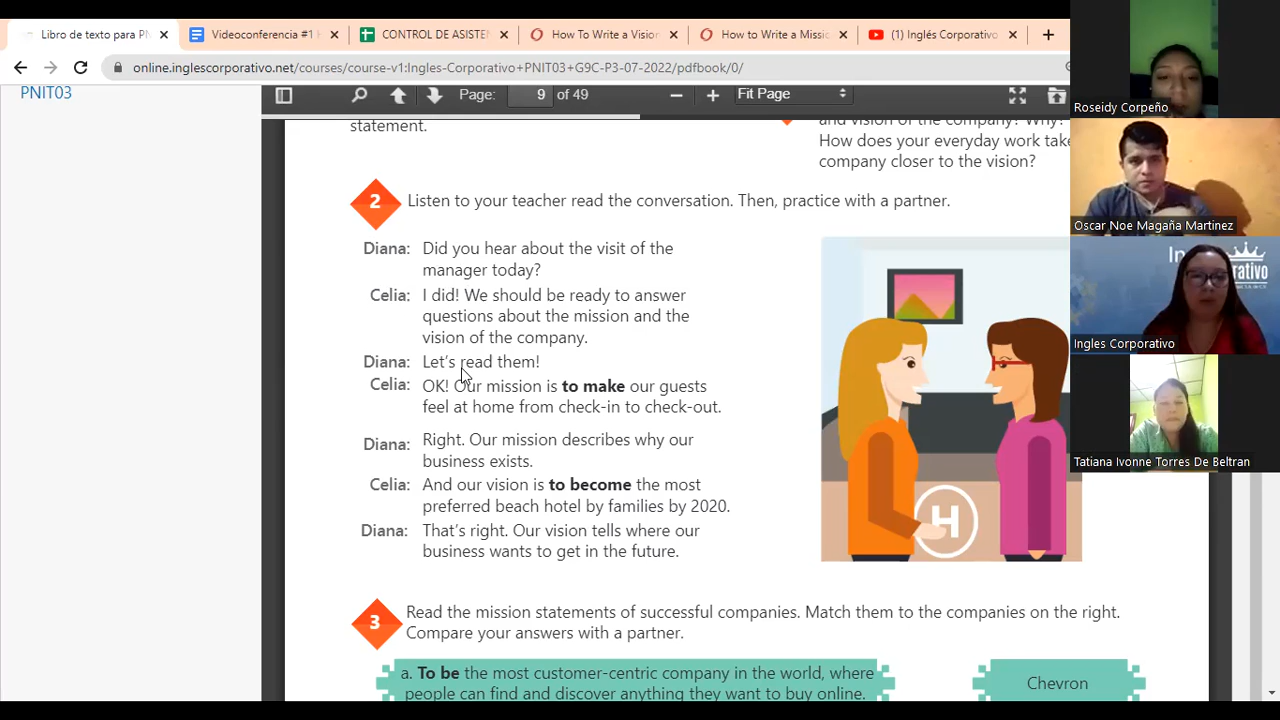 Libro de texto para PN
Videoconferencia #1 H
CONTROL DE ASISTEN
How To Write a Vision
How to Write a Missio
(1) Inglés Corporativo
online.inglescorporativo.net/courses/course-v1:Ingles-Corporativo+PNIT03+G9C-P3-07-2022/pdfbook/0/
PNIT03
Page: 9 of 49
Fit Page
statement.
and vision of the company? Why?
How does your everyday work take
company closer to the vision?
2 Listen to your teacher read the conversation. Then, practice with a partner.
Diana: Did you hear about the visit of the
manager today?
Celia: I did! We should be ready to answer
questions about the mission and the
vision of the company.
Diana: Let's read them!
Celia: OK! Our mission is to make our guests
feel at home from check-in to check-out.
Diana: Right. Our mission describes why our
business exists.
Celia: And our vision is to become the most
preferred beach hotel by families by 2020.
Diana: That's right. Our vision tells where our
business wants to get in the future.
H
3 Read the mission statements of successful companies. Match them to the companies on the right.
Compare your answers with a partner.
a. To be the most customer-centric company in the world, where
people can find and discover anything they want to buy online.
Chevron
Roseidy Corpeño
Oscar Noe Magaña Martinez
Ingles Corporativo
Tatiana Ivonne Torres De Beltran